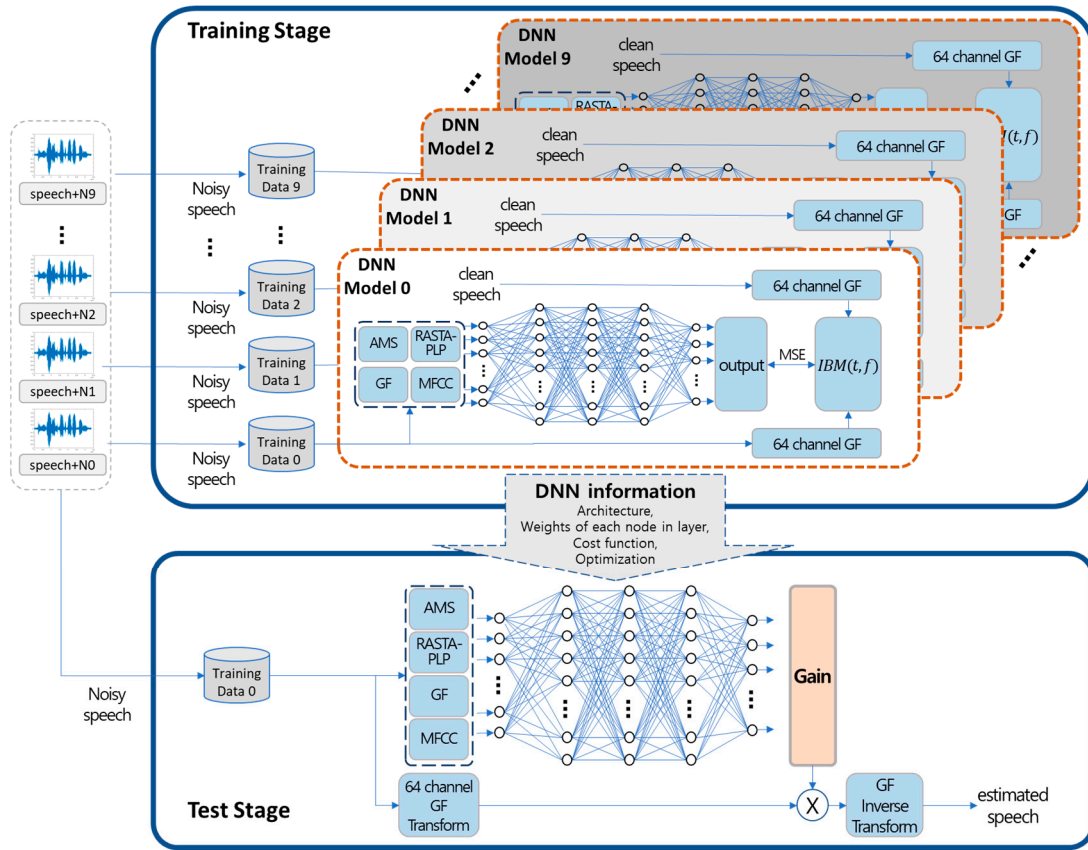 Training Stage
DNN
Model 9
clean
speech
64 channel GF
RASTA-
DNN
Model 2
clean
speech
64 channel GF
GF
DNN
Model 1
clean
speech
64 channel GF
DNN
Model 0
clean
speech
64 channel GF
AMS
RASTA-
PLP
GF
MFCC
output
MSE
IBM(t,f)
64 channel GF
speech+N9
Noisy
speech
Training
Data 9
speech+N2
Noisy
speech
Training
Data 2
speech+N1
Noisy
speech
Training
Data 1
speech+N0
Noisy
speech
Training
Data 0
DNN information
Architecture,
Weights of each node in layer,
Cost function,
Optimization
Test Stage
Noisy
speech
Training
Data 0
AMS
RASTA-
PLP
GF
MFCC
Gain
64 channel
GF
Transform
X
GF
Inverse
Transform
estimated
speech